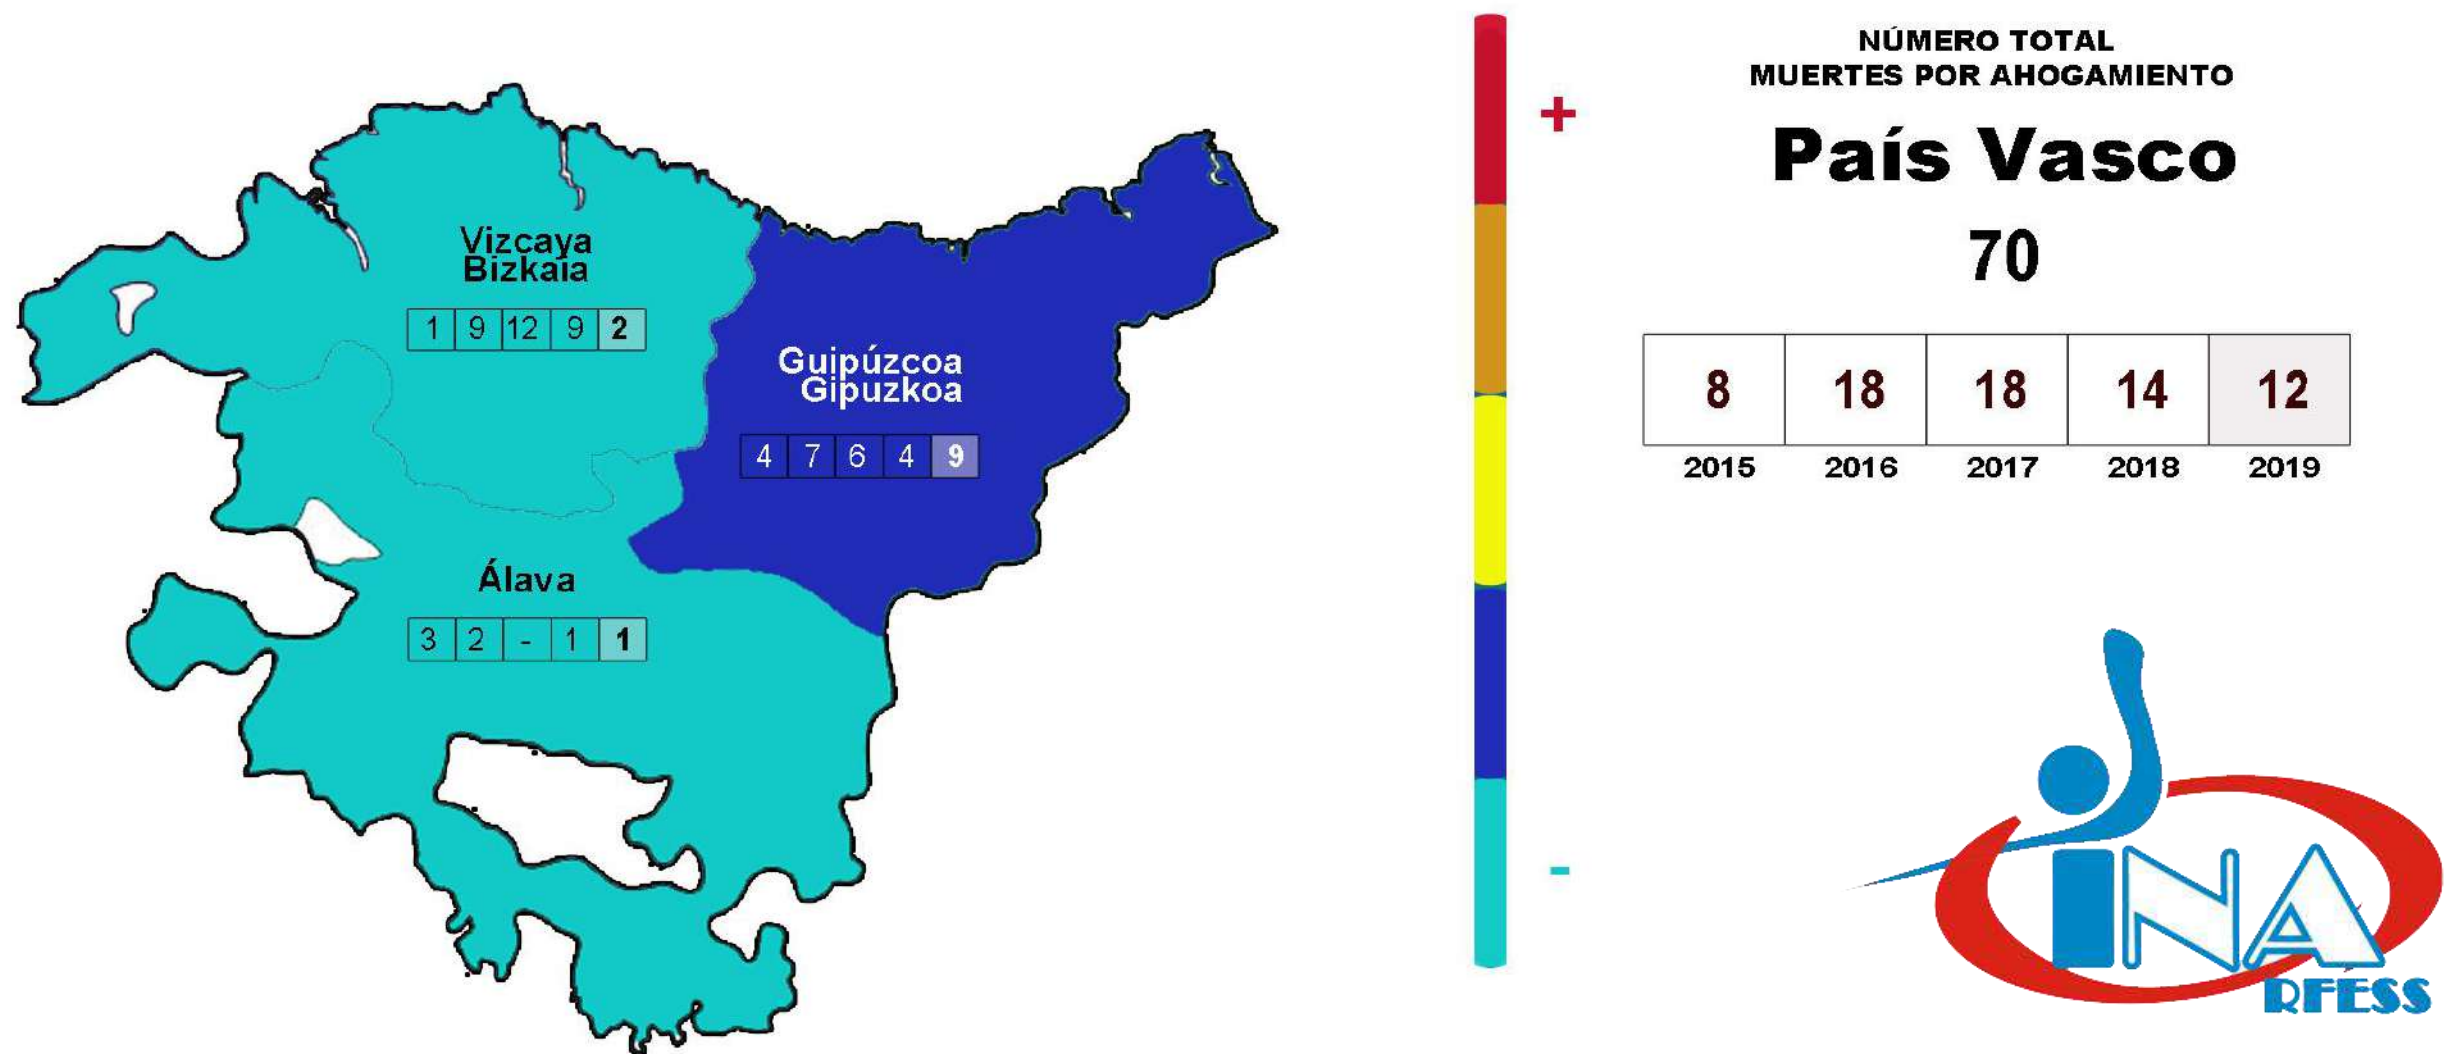 NÚMERO TOTAL
MUERTES POR AHOGAMIENTO
País Vasco
70
8 18 18 14 12
2015 2016 2017 2018 2019
+
-
Vizcaya
Bizkaia
1 9 12 9 2
Guipúzcoa
Gipuzkoa
4 7 6 4 9
Álava
3 2 - 1 1
iNA
RFESS